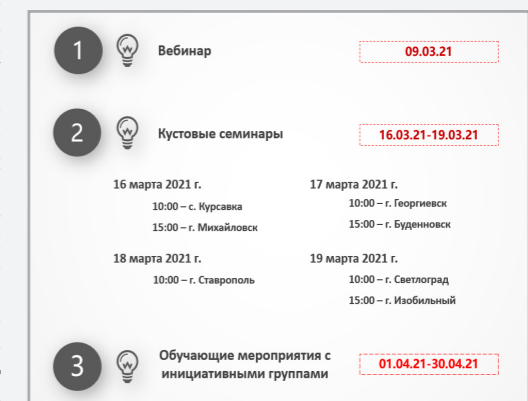 1
Вебинар
09.03.21
2
Кустовые семинары
16.03.21-19.03.21
16 марта 2021 г.
10:00 – с. Курсавка
15:00 – г. Михайловск
17 марта 2021 г.
10:00 – г. Георгиевск
15:00 – г. Буденновск
18 марта 2021 г.
10:00 – г. Ставрополь
19 марта 2021 г.
10:00 – г. Светлоград
15:00 – г. Изобильный
3
Обучающие мероприятия с
инициативными группами
01.04.21-30.04.21